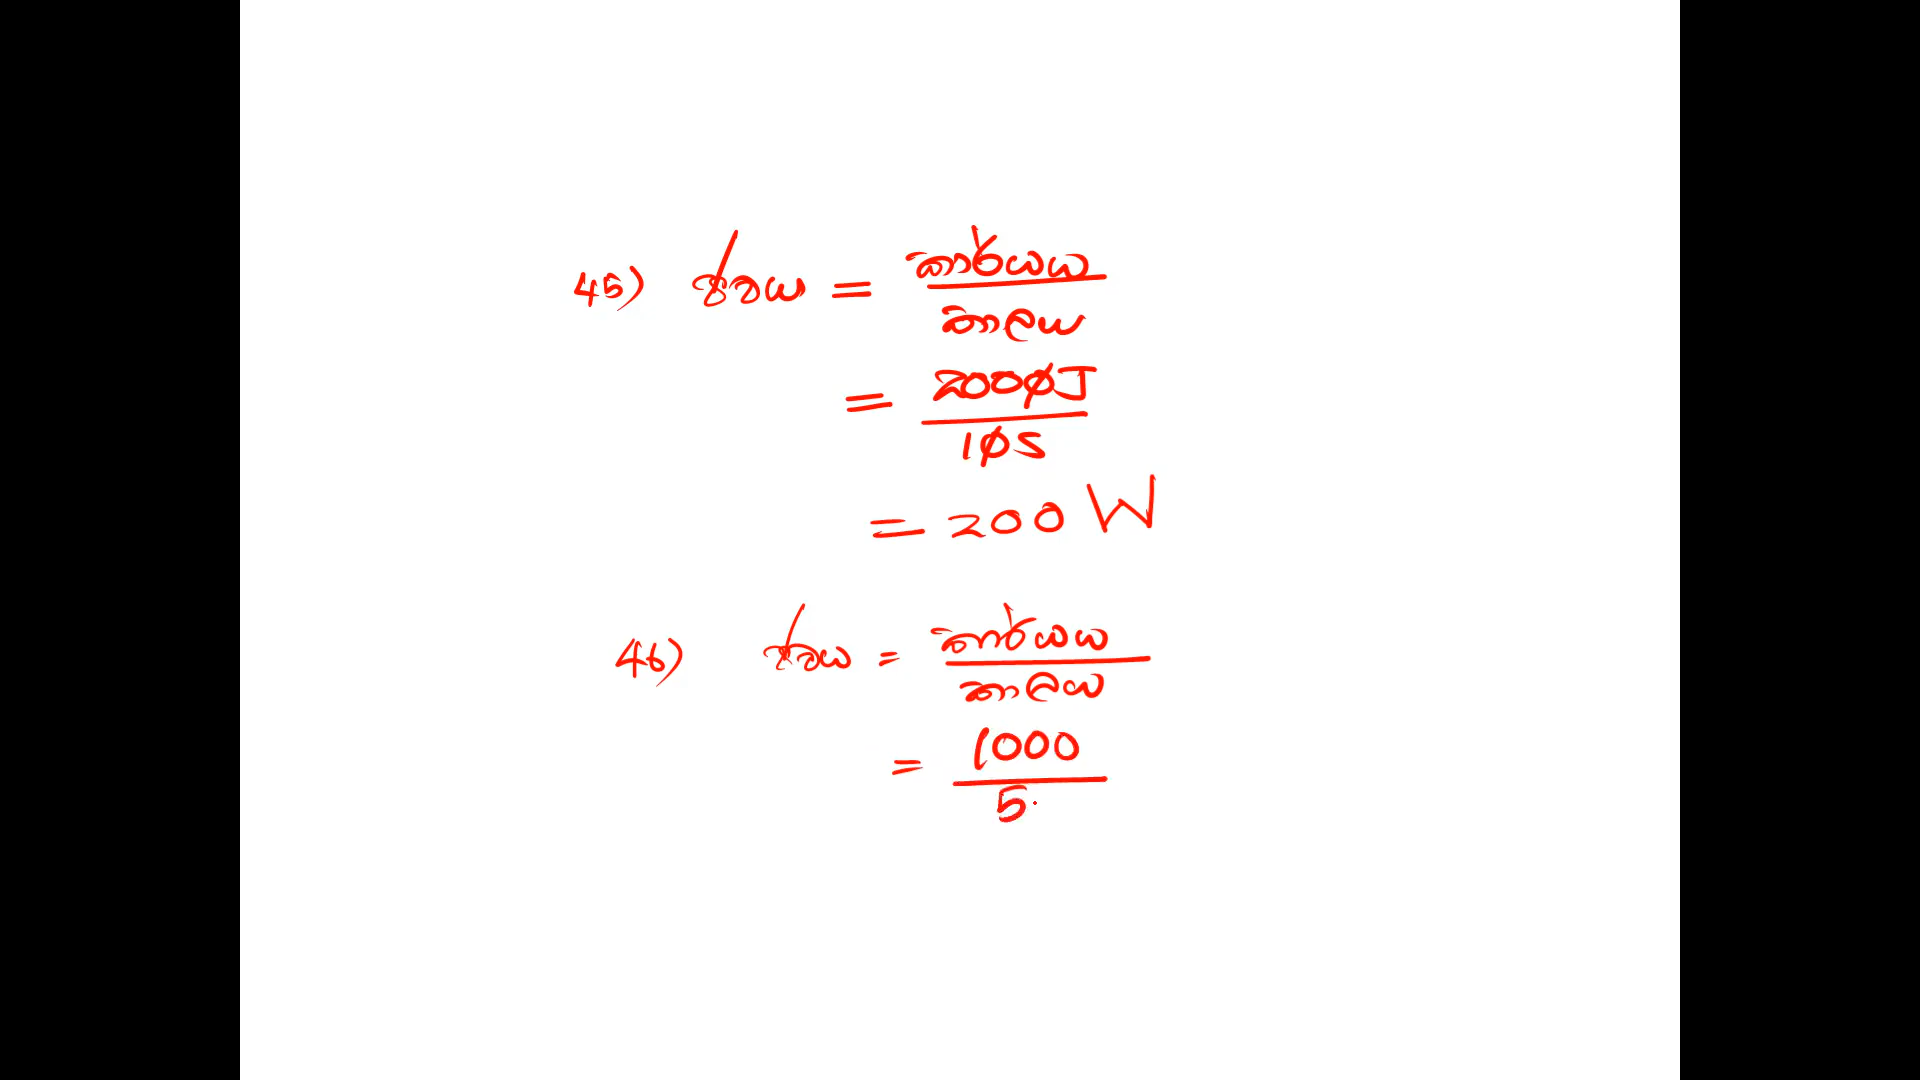 45) ජවය = කාර්යය
කාලය
= 2000J
10s
= 200 W
46) ජවය = කාර්යය
කාලය
= 1000
5